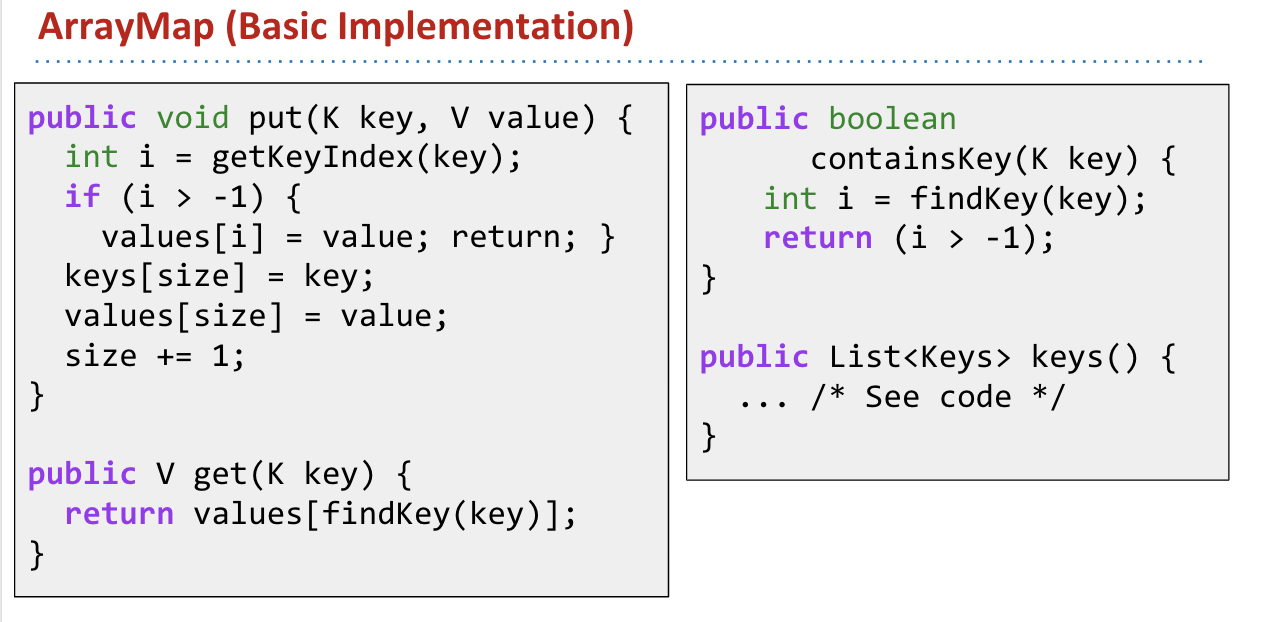 ArrayMap (Basic Implementation)
public void put(K key, V value) {
  int i = getKeyIndex(key);
  if (i > -1) {
    values[i] = value; return; }
  keys[size] = key;
  values[size] = value;
  size += 1;
}

public V get(K key) {
  return values[findKey(key)];
}
public boolean
      containsKey(K key) {
   int i = findKey(key);
   return (i > -1);
}

public List<Keys> keys() {
  ... /* See code */
}